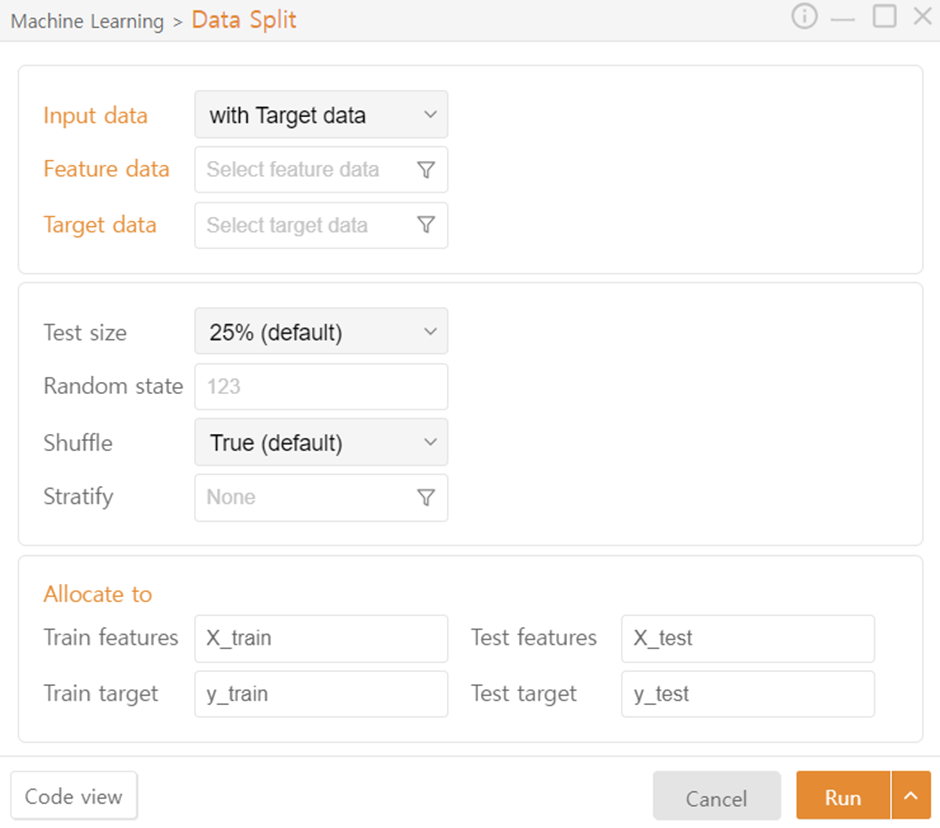 Machine Learning > Data Split
Input data with Target data
Feature data Select feature data
Target data Select target data
Test size 25% (default)
Random state 123
Shuffle True (default)
Stratify None
Allocate to
Train features X_train Test features X_test
Train target y_train Test target y_test
Code view Cancel Run